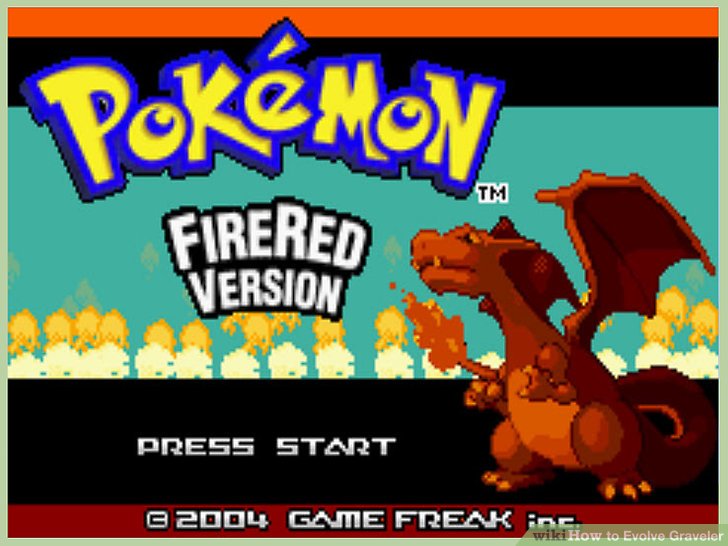 POKéMON
TM
FIRERED
VERSION
PRESS START
© 2004 GAME FREAK inc.
wikiHow to Evolve Graveler